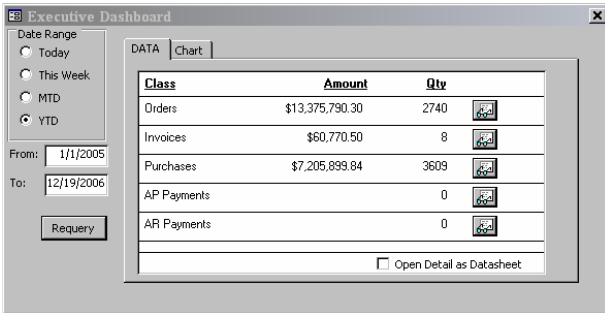 Executive Dashboard
Date Range
Today
This Week
MTD
YTD
From: 1/1/2005
To: 12/19/2006
Requery
DATA Chart
Class Amount Qty
Orders $13,375,790.30 2740
Invoices $60,770.50 8
Purchases $7,205,899.84 3609
AP Payments 0
AR Payments 0
Open Detail as Datasheet